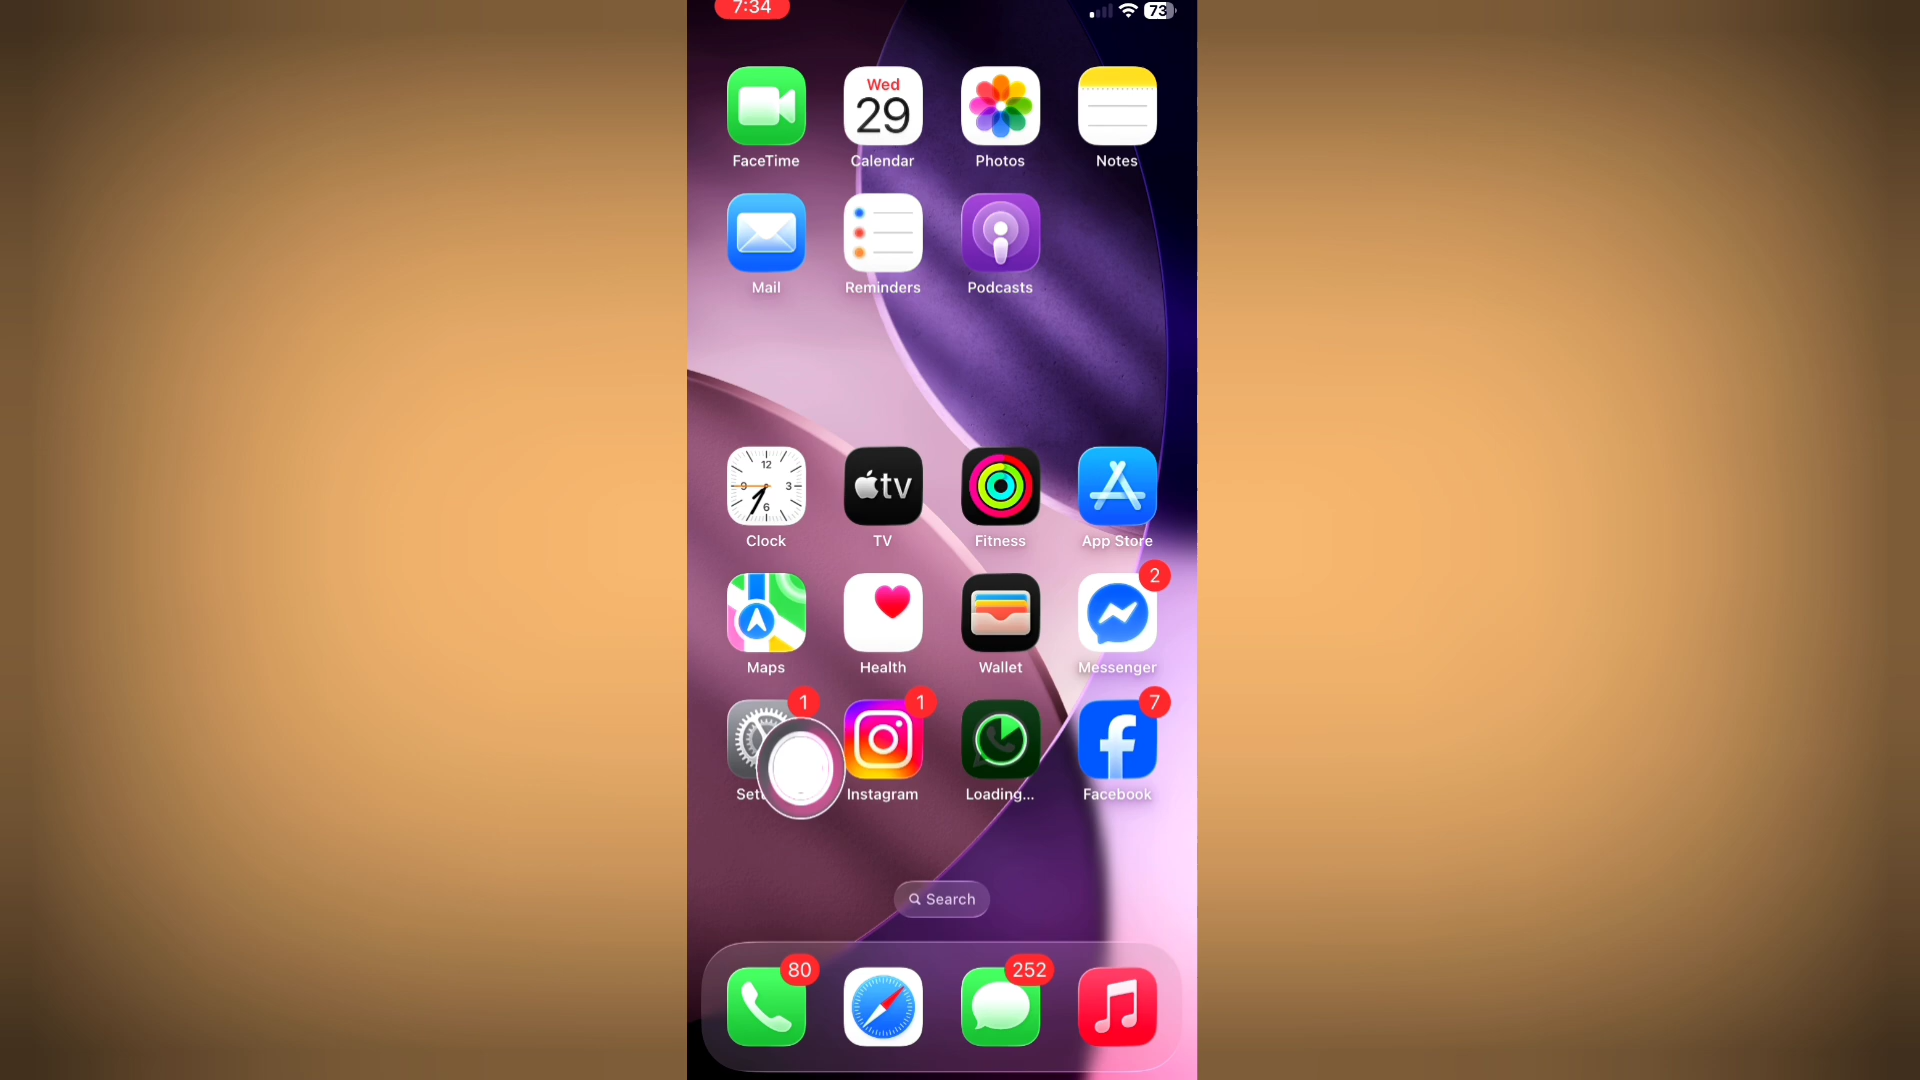 7:34
73
Wed
29
FaceTime
Calendar
Photos
Notes
Mail
Reminders
Podcasts
12
9
3
6
tv
Clock
TV
Fitness
App Store
2
Maps
Health
Wallet
Messenger
1
1
7
Sett
Instagram
Loading...
Facebook
Search
80
252